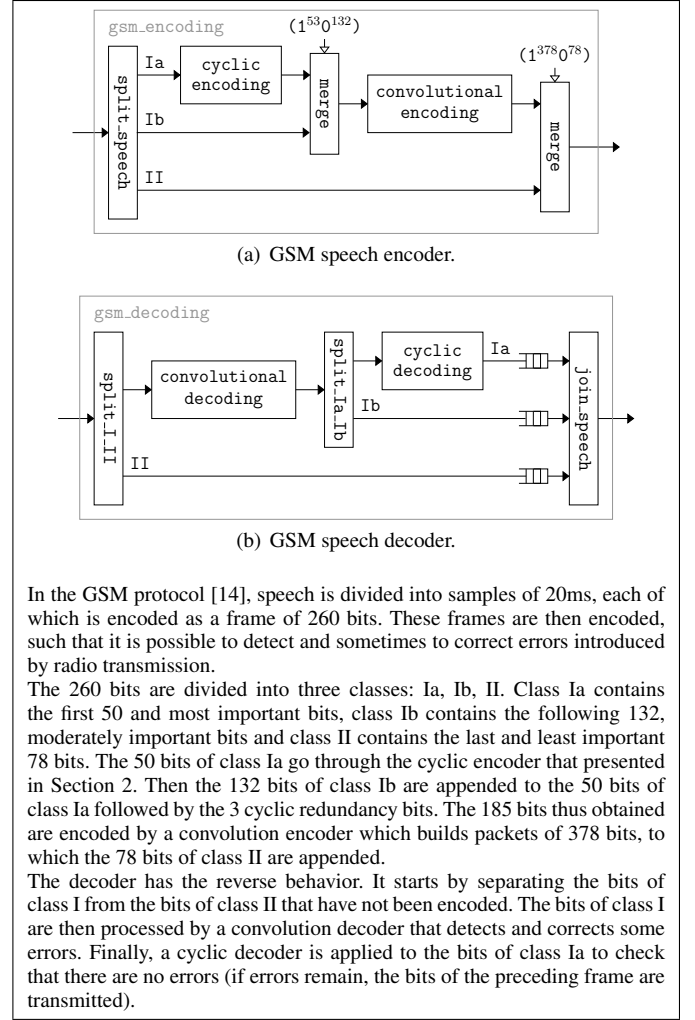 gsm_encoding
(1^53 0^132)
(1^378 0^78)
split_speech
Ia
cyclic
encoding
merge
convolutional
encoding
merge
Ib
II
(a) GSM speech encoder.
gsm_decoding
split_I_II
convolutional
decoding
split_Ia_Ib
cyclic
decoding
Ia
join_speech
Ib
II
(b) GSM speech decoder.
In the GSM protocol [14], speech is divided into samples of 20ms, each of
which is encoded as a frame of 260 bits. These frames are then encoded,
such that it is possible to detect and sometimes to correct errors introduced
by radio transmission.
The 260 bits are divided into three classes: Ia, Ib, II. Class Ia contains
the first 50 and most important bits, class Ib contains the following 132,
moderately important bits and class II contains the last and least important
78 bits. The 50 bits of class Ia go through the cyclic encoder that presented
in Section 2. Then the 132 bits of class Ib are appended to the 50 bits of
class Ia followed by the 3 cyclic redundancy bits. The 185 bits thus obtained
are encoded by a convolution encoder which builds packets of 378 bits, to
which the 78 bits of class II are appended.
The decoder has the reverse behavior. It starts by separating the bits of
class I from the bits of class II that have not been encoded. The bits of class I
are then processed by a convolution decoder that detects and corrects some
errors. Finally, a cyclic decoder is applied to the bits of class Ia to check
that there are no errors (if errors remain, the bits of the preceding frame are
transmitted).